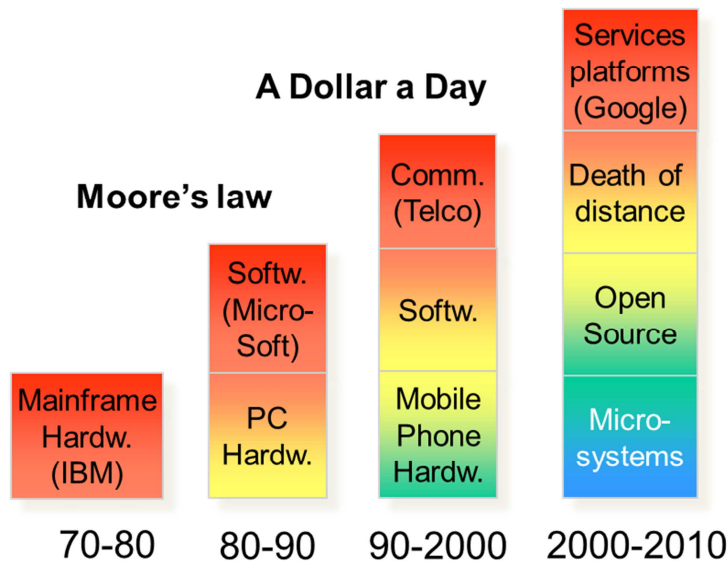 A Dollar a Day
Moore's law
Mainframe
Hardw.
(IBM)
70-80
Softw.
(Micro-
Soft)
PC
Hardw.
80-90
Comm.
(Telco)
Softw.
Mobile
Phone
Hardw.
90-2000
Services
platforms
(Google)
Death of
distance
Open
Source
Micro-
systems
2000-2010